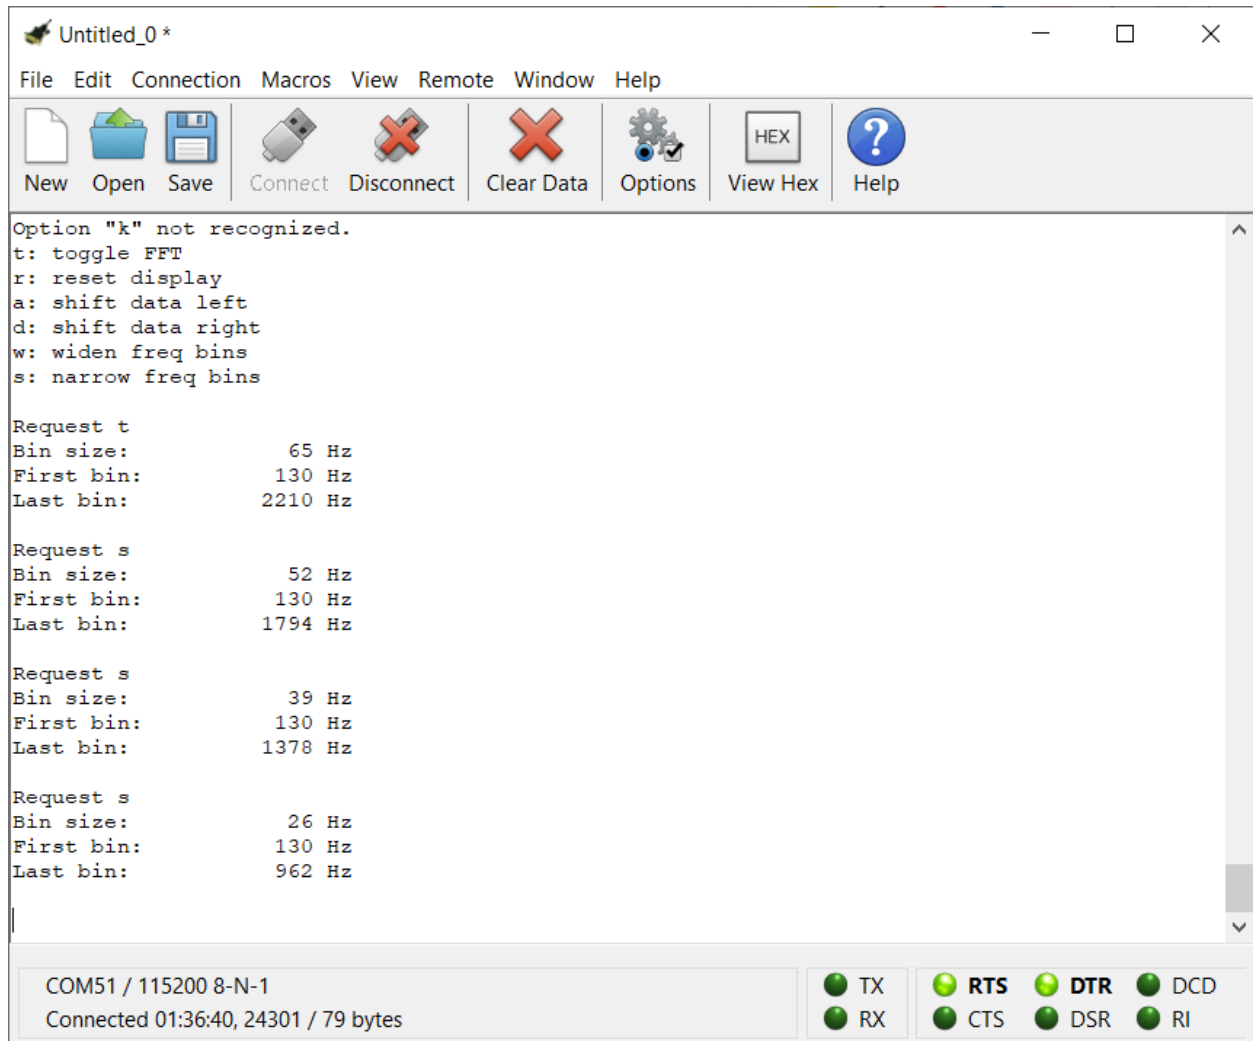 Untitled_0 *
File Edit Connection Macros View Remote Window Help
HEX
?
New Open Save Connect Disconnect Clear Data Options View Hex Help
Option "k" not recognized.
t: toggle FFT
r: reset display
a: shift data left
d: shift data right
w: widen freq bins
s: narrow freq bins
Request t
Bin size: 65 Hz
First bin: 130 Hz
Last bin: 2210 Hz
Request s
Bin size: 52 Hz
First bin: 130 Hz
Last bin: 1794 Hz
Request s
Bin size: 39 Hz
First bin: 130 Hz
Last bin: 1378 Hz
Request s
Bin size: 26 Hz
First bin: 130 Hz
Last bin: 962 Hz
COM51 / 115200 8-N-1
Connected 01:36:40, 24301 / 79 bytes
TX RTS DTR DCD
RX CTS DSR RI